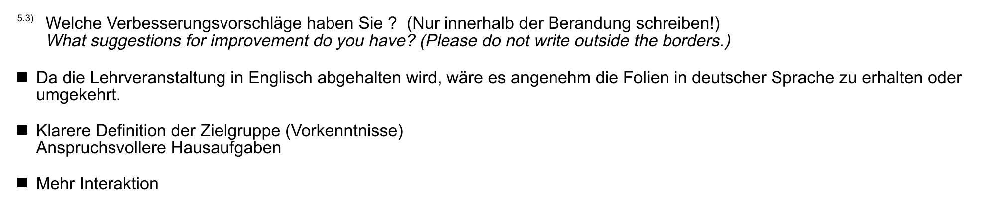 5.3) Welche Verbesserungsvorschläge haben Sie ? (Nur innerhalb der Berandung schreiben!)
What suggestions for improvement do you have? (Please do not write outside the borders.)
■ Da die Lehrveranstaltung in Englisch abgehalten wird, wäre es angenehm die Folien in deutscher Sprache zu erhalten oder
umgekehrt.
■ Klarere Definition der Zielgruppe (Vorkenntnisse)
Anspruchsvollere Hausaufgaben
■ Mehr Interaktion